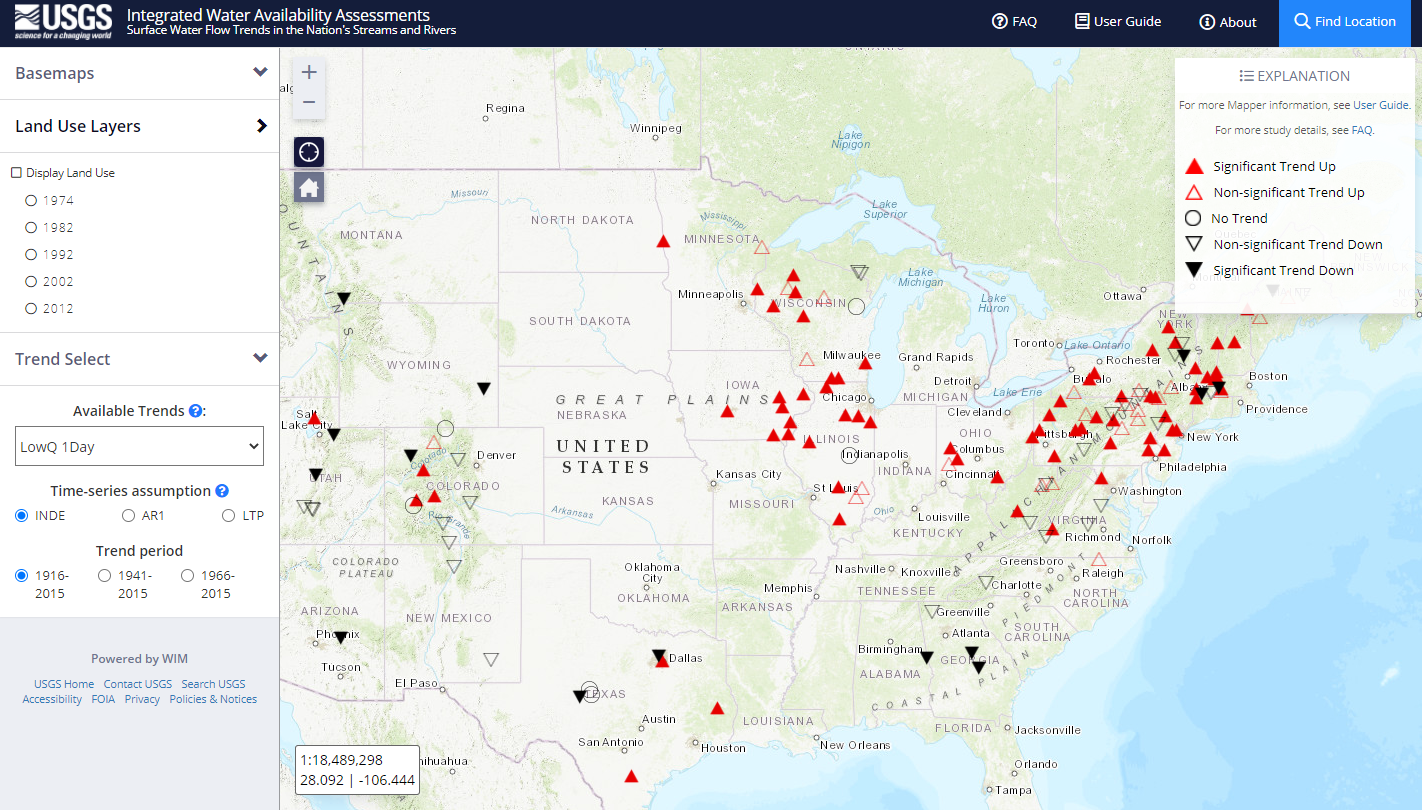 USGS
science for a changing world
Integrated Water Availability Assessments
Surface Water Flow Trends in the Nation's Streams and Rivers
FAQ
User Guide
About
Find Location
Basemaps
Land Use Layers
Display Land Use
1974
1982
1992
2002
2012
Trend Select
Available Trends ?:
LowQ 1Day
Time-series assumption ?
INDE
AR1
LTP
Trend period
1916-
2015
1941-
2015
1966-
2015
Powered by WIM
USGS Home Contact USGS Search USGS
Accessibility FOIA Privacy Policies & Notices
+
−
EXPLANATION
For more Mapper information, see User Guide.
For more study details, see FAQ.
Significant Trend Up
Non-significant Trend Up
No Trend
Non-significant Trend Down
Significant Trend Down
ONTARIO
Regina
Winnipeg
Lake
Nipigon
Missouri
NORTH DAKOTA
Mississippi
Lake
Superior
MONTANA
MINNESOTA
Lake
Michigan
Lake
Huron
Ottawa
Minneapolis
WISCONSIN
SOUTH DAKOTA
NEW
YORK
Toronto
Lake Ontario
Rochester
WYOMING
Milwaukee
Grand Rapids
Detroit
Buffalo
Albany
Boston
IOWA
Chicago
MICHIGAN
Lake Erie
Cleveland
Providence
GREAT PLAINS
NEBRASKA
Salt
Lake City
UNITED
STATES
ILLINOIS
OHIO
Pittsburgh
New York
Denver
Indianapolis
Columbus
Philadelphia
UTAH
Colorado
COLORADO
Kansas City
INDIANA
Cincinnati
Washington
KANSAS
MISSOURI
St Louis
Arkansas
Rio Grande
Ohio
Louisville
VIRGINIA
KENTUCKY
Richmond
Norfolk
COLORADO
PLATEAU
Oklahoma
City
Nashville
Knoxville
Greensboro
Raleigh
Memphis
TENNESSEE
Charlotte
NORTH
CAROLINA
OKLAHOMA
ARKANSAS
ARIZONA
NEW MEXICO
Greenville
Atlanta
SOUTH
CAROLINA
Phoenix
Birmingham
GEORGIA
Tucson
Dallas
ALABAMA
El Paso
TEXAS
COASTAL PLAIN
PIEDMONT
APPALACHIAN MOUNTAINS
Austin
LOUISIANA
FLORIDA
Jacksonville
San Antonio
Houston
New Orleans
Orlando
Tampa
hihuahua
1:18,489,298
28.092 | -106.444